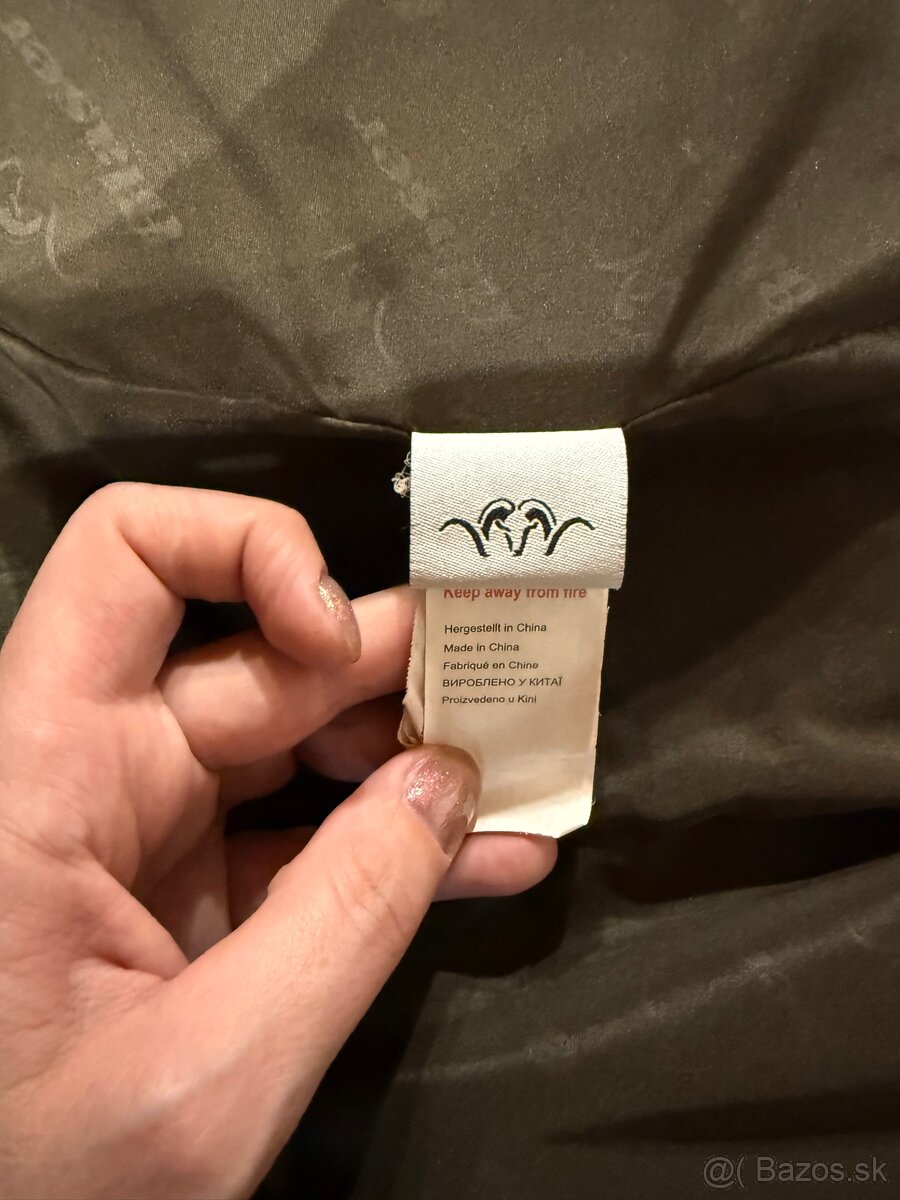 Keep away from fire
Hergestellt in China
Made in China
Fabriqué en Chine
ВИРОБЛЕНО У КИТАЇ
Proizvedeno u Kini
@( Bazos.sk